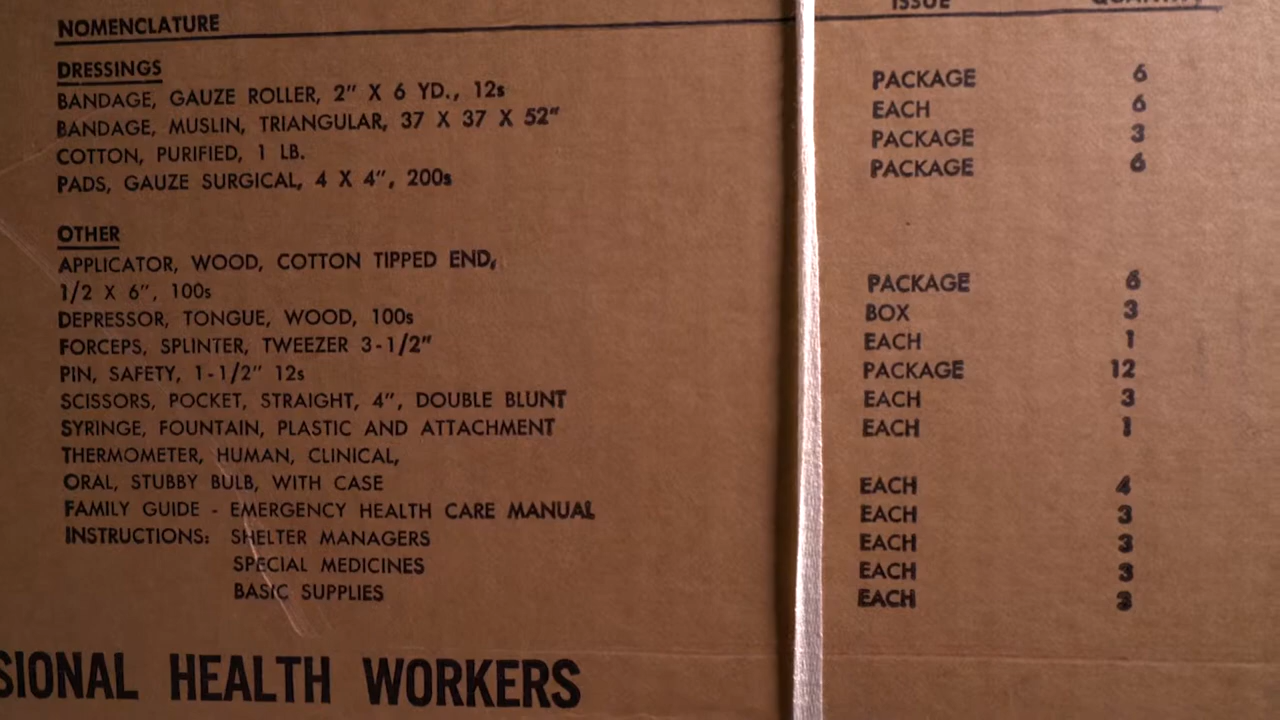 NOMENCLATURE ISSUE QUANTITY
DRESSINGS
BANDAGE, GAUZE ROLLER, 2" X 6 YD., 12s PACKAGE 6
BANDAGE, MUSLIN, TRIANGULAR, 37 X 37 X 52" EACH 6
COTTON, PURIFIED, 1 LB. PACKAGE 3
PADS, GAUZE SURGICAL, 4 X 4", 200s PACKAGE 6
OTHER
APPLICATOR, WOOD, COTTON TIPPED END,
1/2 X 6", 100s PACKAGE 6
DEPRESSOR, TONGUE, WOOD, 100s BOX 3
FORCEPS, SPLINTER, TWEEZER 3-1/2" EACH 1
PIN, SAFETY, 1-1/2" 12s PACKAGE 12
SCISSORS, POCKET, STRAIGHT, 4", DOUBLE BLUNT EACH 3
SYRINGE, FOUNTAIN, PLASTIC AND ATTACHMENT EACH 1
THERMOMETER, HUMAN, CLINICAL,
ORAL, STUBBY BULB, WITH CASE EACH 4
FAMILY GUIDE - EMERGENCY HEALTH CARE MANUAL EACH 3
INSTRUCTIONS: SHELTER MANAGERS EACH 3
SPECIAL MEDICINES EACH 3
BASIC SUPPLIES EACH 3
SIONAL HEALTH WORKERS